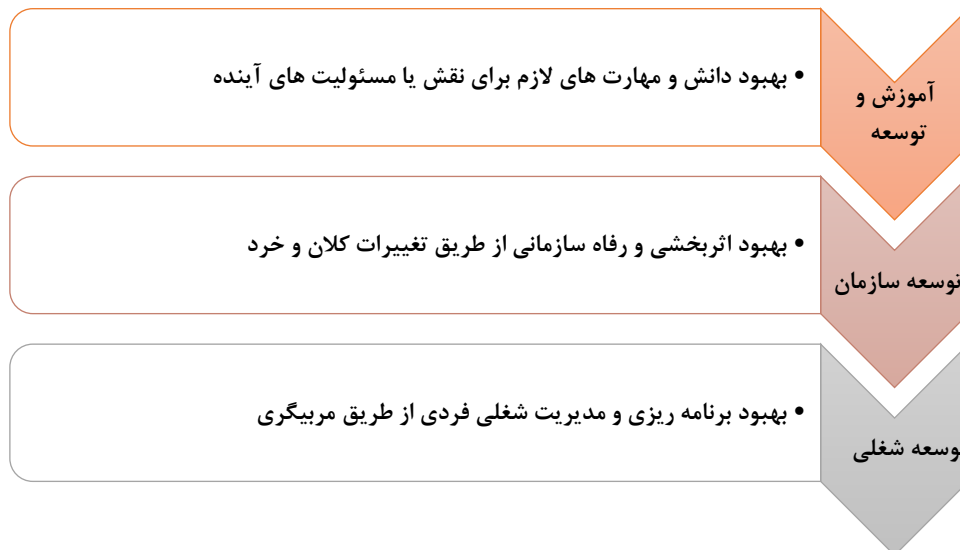 آموزش و
توسعه
• بهبود دانش و مهارت های لازم برای نقش یا مسئولیت های آینده
توسعه سازمان
• بهبود اثربخشی و رفاه سازمانی از طریق تغییرات کلان و خرد
وسعه شغلی
• بهبود برنامه ریزی و مدیریت شغلی فردی از طریق مربیگری